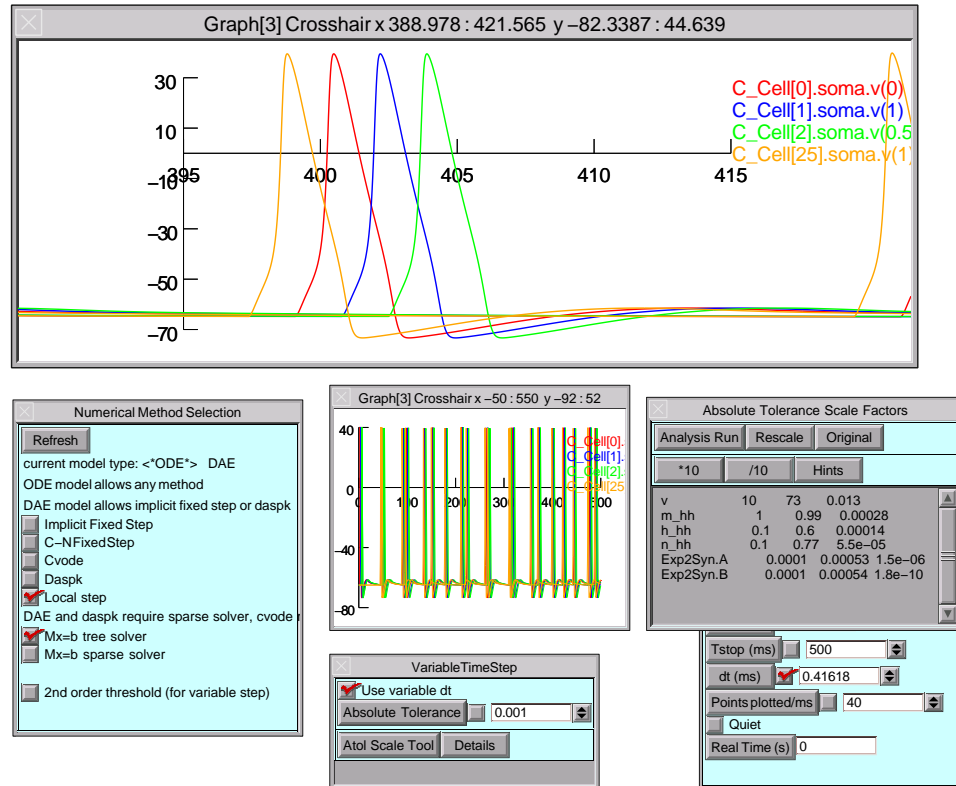 Graph[3] Crosshair x 388.978 : 421.565 y −82.3387 : 44.639
30
C_Cell[0].soma.v(0)
C_Cell[1].soma.v(1)
10
C_Cell[2].soma.v(0.5
C_Cell[25].soma.v(1)
395 400 405 410 415
−10
−30
−50
−70
Numerical Method Selection
Refresh
current model type: <*ODE*> DAE
ODE model allows any method
DAE model allows implicit fixed step or daspk
Implicit Fixed Step
C−NFixedStep
Cvode
Daspk
Local step
DAE and daspk require sparse solver, cvode
Mx=b tree solver
Mx=b sparse solver
2nd order threshold (for variable step)
Graph[3] Crosshair x −50 : 550 y −92 : 52
40
C_Cell[0].
C_Cell[1].
C_Cell[2].
C_Cell[25
0 0 100 200 300 400 500
−40
−80
VariableTimeStep
Use variable dt
Absolute Tolerance 0.001
Atol Scale Tool Details
Absolute Tolerance Scale Factors
Analysis Run Rescale Original
*10 /10 Hints
v 10 73 0.013
m_hh 1 0.99 0.00028
h_hh 0.1 0.6 0.00014
n_hh 0.1 0.77 5.5e−05
Exp2Syn.A 0.0001 0.00053 1.5e−06
Exp2Syn.B 0.0001 0.00054 1.8e−10
Tstop (ms) 500
dt (ms) 0.41618
Points plotted/ms 40
Quiet
Real Time (s) 0